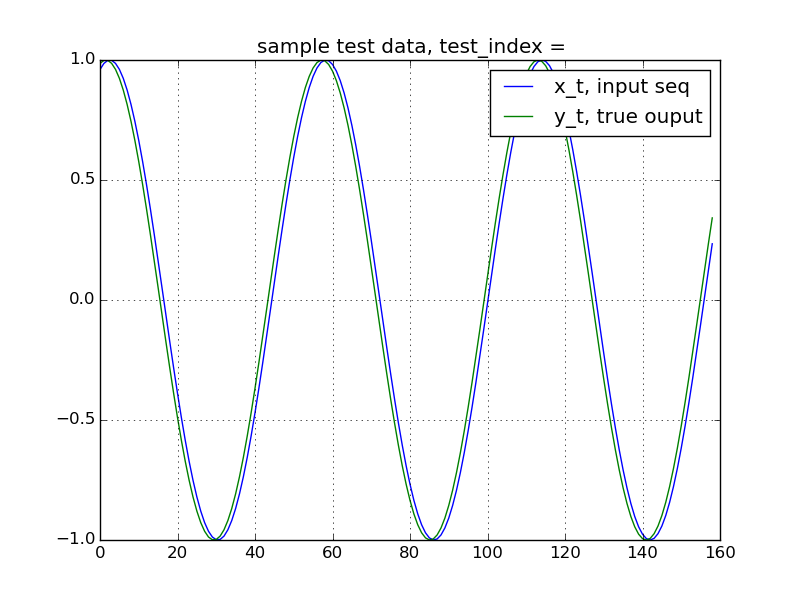 sample test data, test_index =
x_t, input seq
y_t, true ouput
1.0
0.5
0.0
−0.5
−1.0
0 20 40 60 80 100 120 140 160